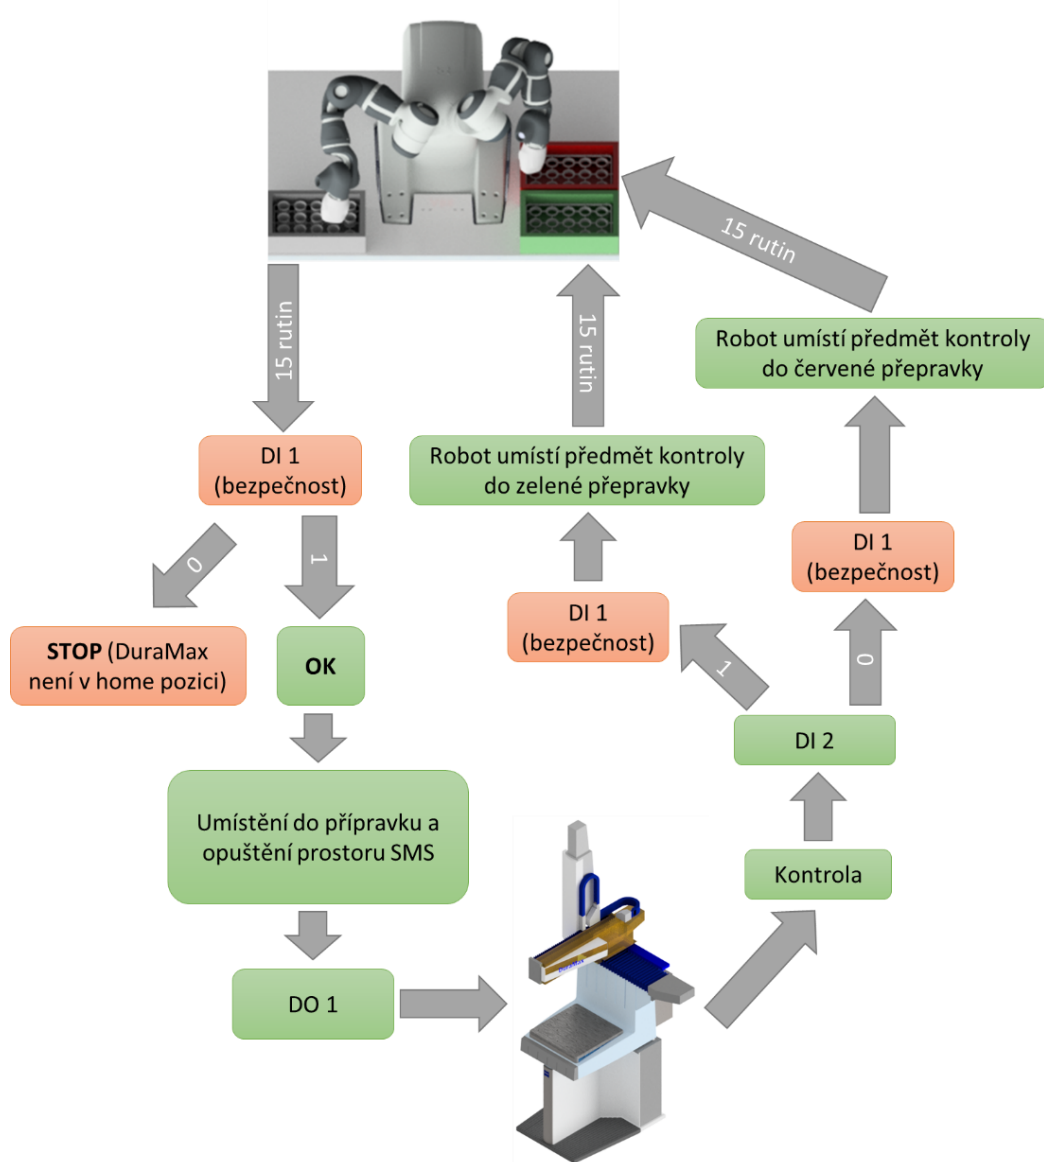 15 rutin
Robot umístí předmět kontroly
do červené přepravky
15 rutin
15 rutin
DI 1
(bezpečnost)
Robot umístí předmět kontroly
do zelené přepravky
0
1
DI 1
(bezpečnost)
DI 1
(bezpečnost)
STOP (DuraMax
není v home pozici)
OK
1
0
DI 2
Umístění do přípravku a
opuštění prostoru SMS
Kontrola
DuraMax
DO 1